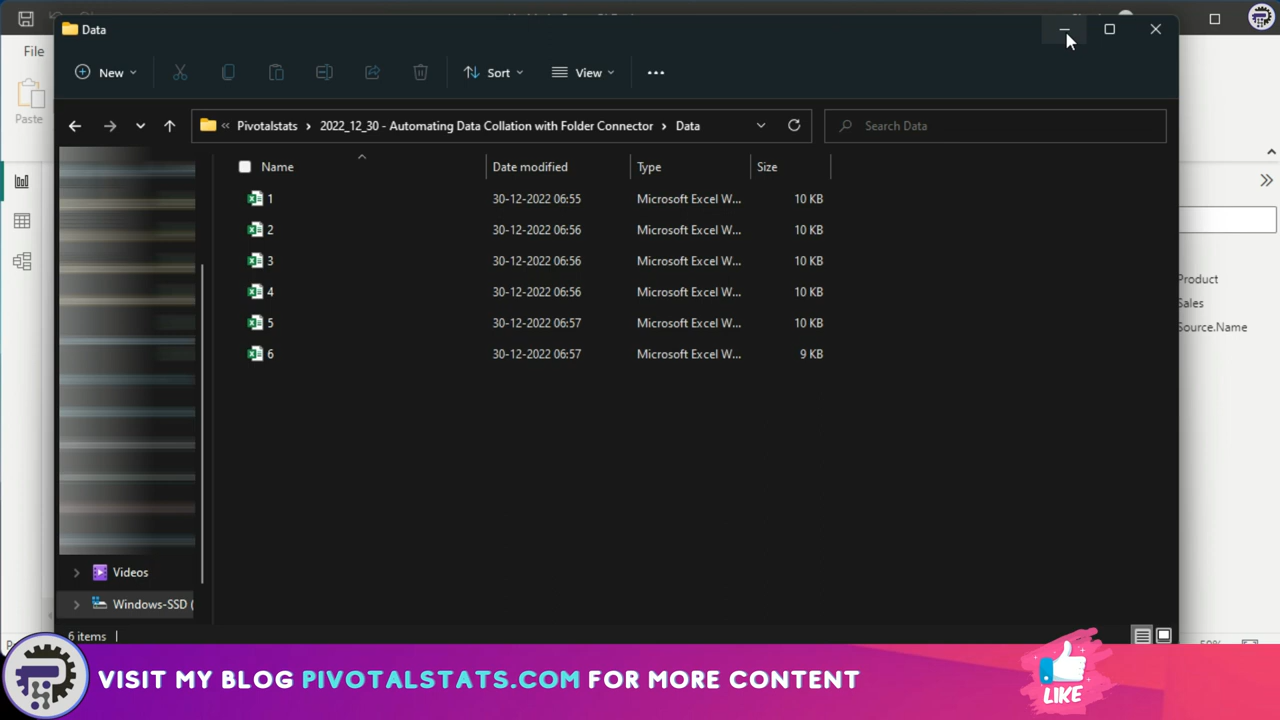 Data
File
New
Sort
View
Paste
« Pivotalstats > 2022_12_30 - Automating Data Collation with Folder Connector > Data
Search Data
Name Date modified Type Size
1 30-12-2022 06:55 Microsoft Excel W... 10 KB
2 30-12-2022 06:56 Microsoft Excel W... 10 KB
3 30-12-2022 06:56 Microsoft Excel W... 10 KB
4 30-12-2022 06:56 Microsoft Excel W... 10 KB
5 30-12-2022 06:57 Microsoft Excel W... 10 KB
6 30-12-2022 06:57 Microsoft Excel W... 9 KB
Product
Sales
Source.Name
Videos
Windows-SSD (
6 items
VISIT MY BLOG PIVOTALSTATS.COM FOR MORE CONTENT
LIKE